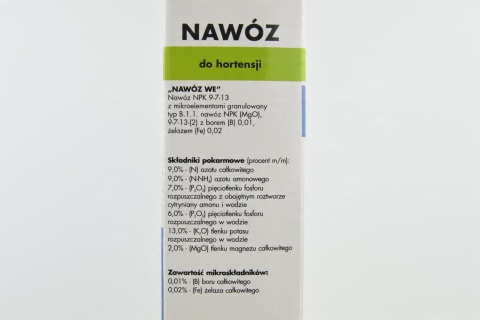 NAWÓZ
do hortensji
„NAWÓZ WE"
Nawóz NPK 9-7-13
z mikroelementami granulowany
typ B.1.1. nawóz NPK (MgO),
9-7-13-(2) z borem (B) 0,01,
żelazem (Fe) 0,02
Składniki pokarmowe (procent m/m):
9,0% - (N) azotu całkowitego
9,0% - (N-NH₄) azotu amonowego
7,0% - (P₂O₅) pięciotlenku fosforu
rozpuszczalnego z obojętnym roztworze
cytryniany amonu i wodzie
6,0% - (P₂O₅) pięciotlenku fosforu
rozpuszczalnego w wodzie
13,0% - (K₂O) tlenku potasu
rozpuszczalnego w wodzie
2,0% - (MgO) tlenku magnezu całkowitego
Zawartość mikroskładników:
0,01% - (B) boru całkowitego
0,02% - (Fe) żelaza całkowitego